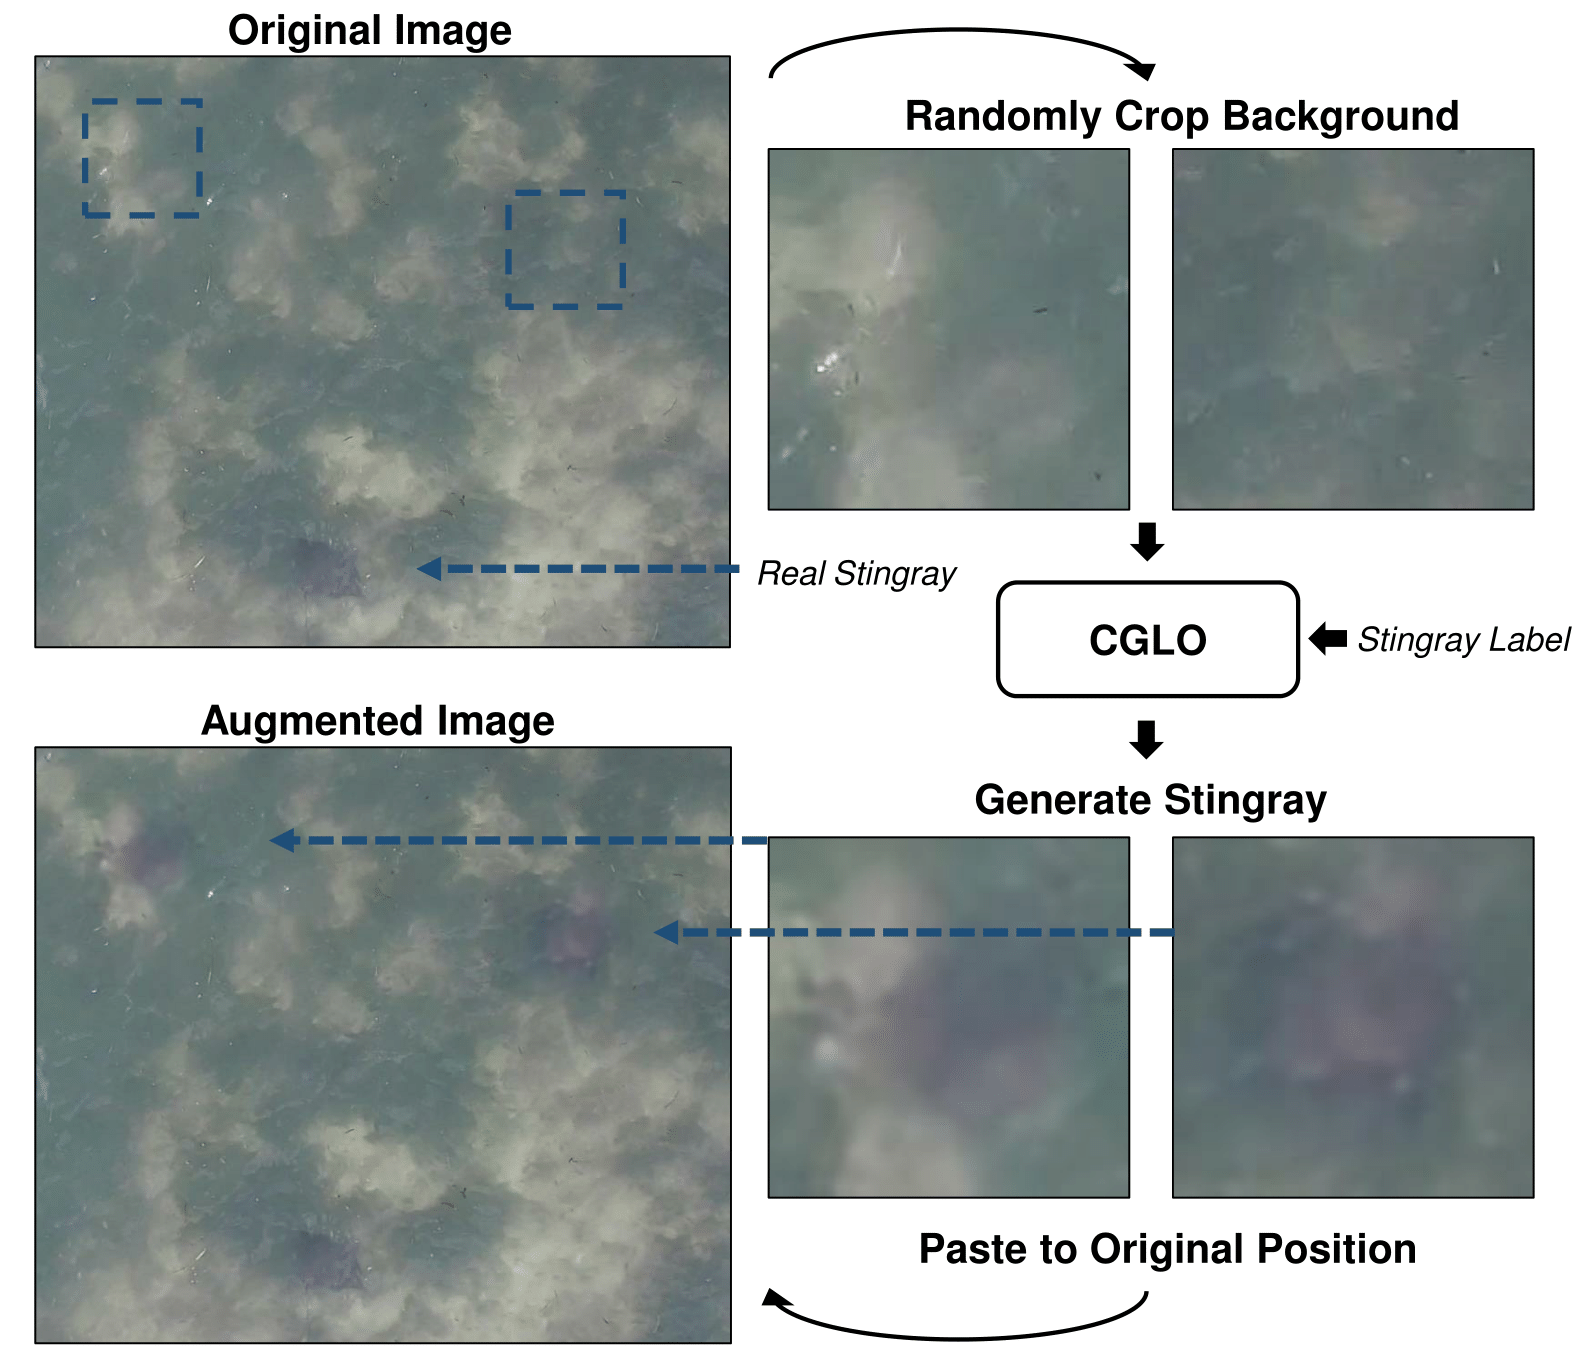 Original Image
Randomly Crop Background
Real Stingray
CGLO
Stingray Label
Augmented Image
Generate Stingray
Paste to Original Position